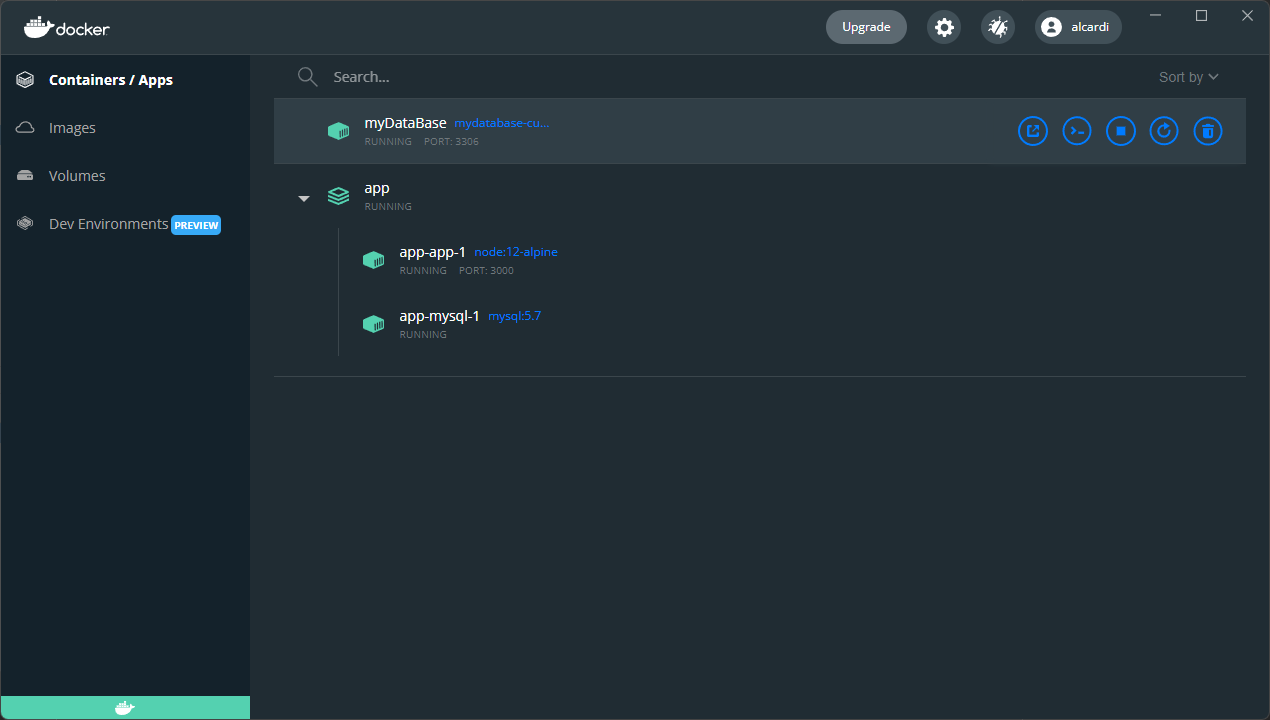 docker
Upgrade
alcardi
Containers / Apps
Images
Volumes
Dev Environments PREVIEW
Search...
Sort by
myDataBase mydatabase-cu...
RUNNING PORT: 3306
app
RUNNING
app-app-1 node:12-alpine
RUNNING PORT: 3000
app-mysql-1 mysql:5.7
RUNNING